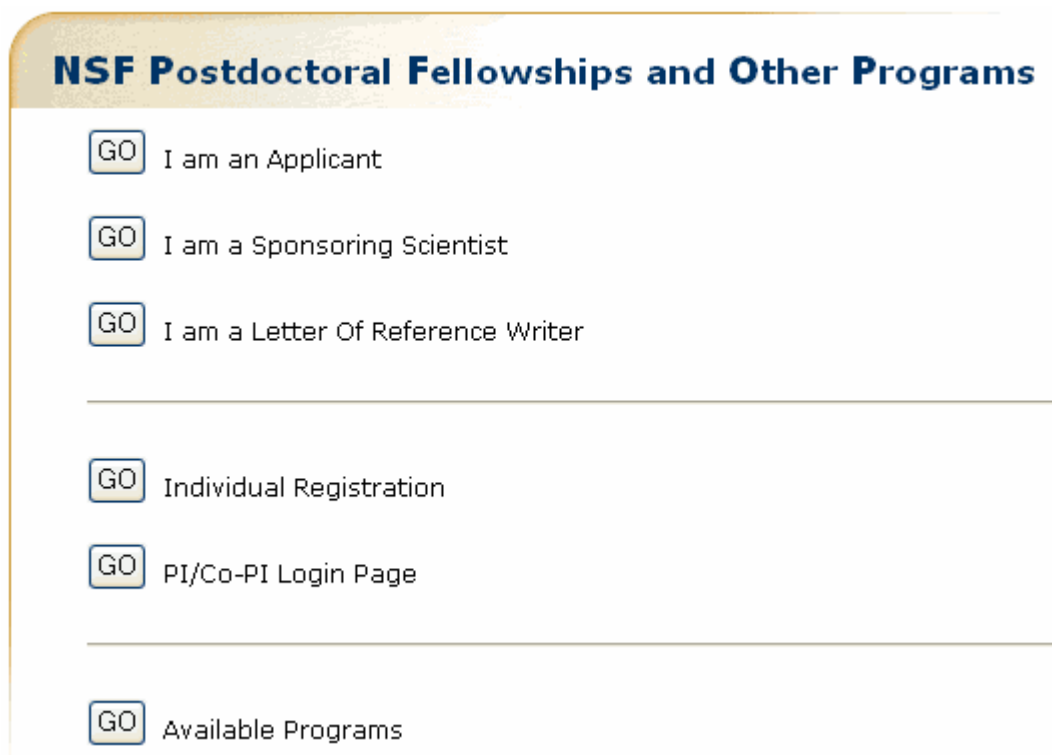 NSF Postdoctoral Fellowships and Other Programs
GO I am an Applicant
GO I am a Sponsoring Scientist
GO I am a Letter Of Reference Writer
GO Individual Registration
GO PI/Co-PI Login Page
GO Available Programs